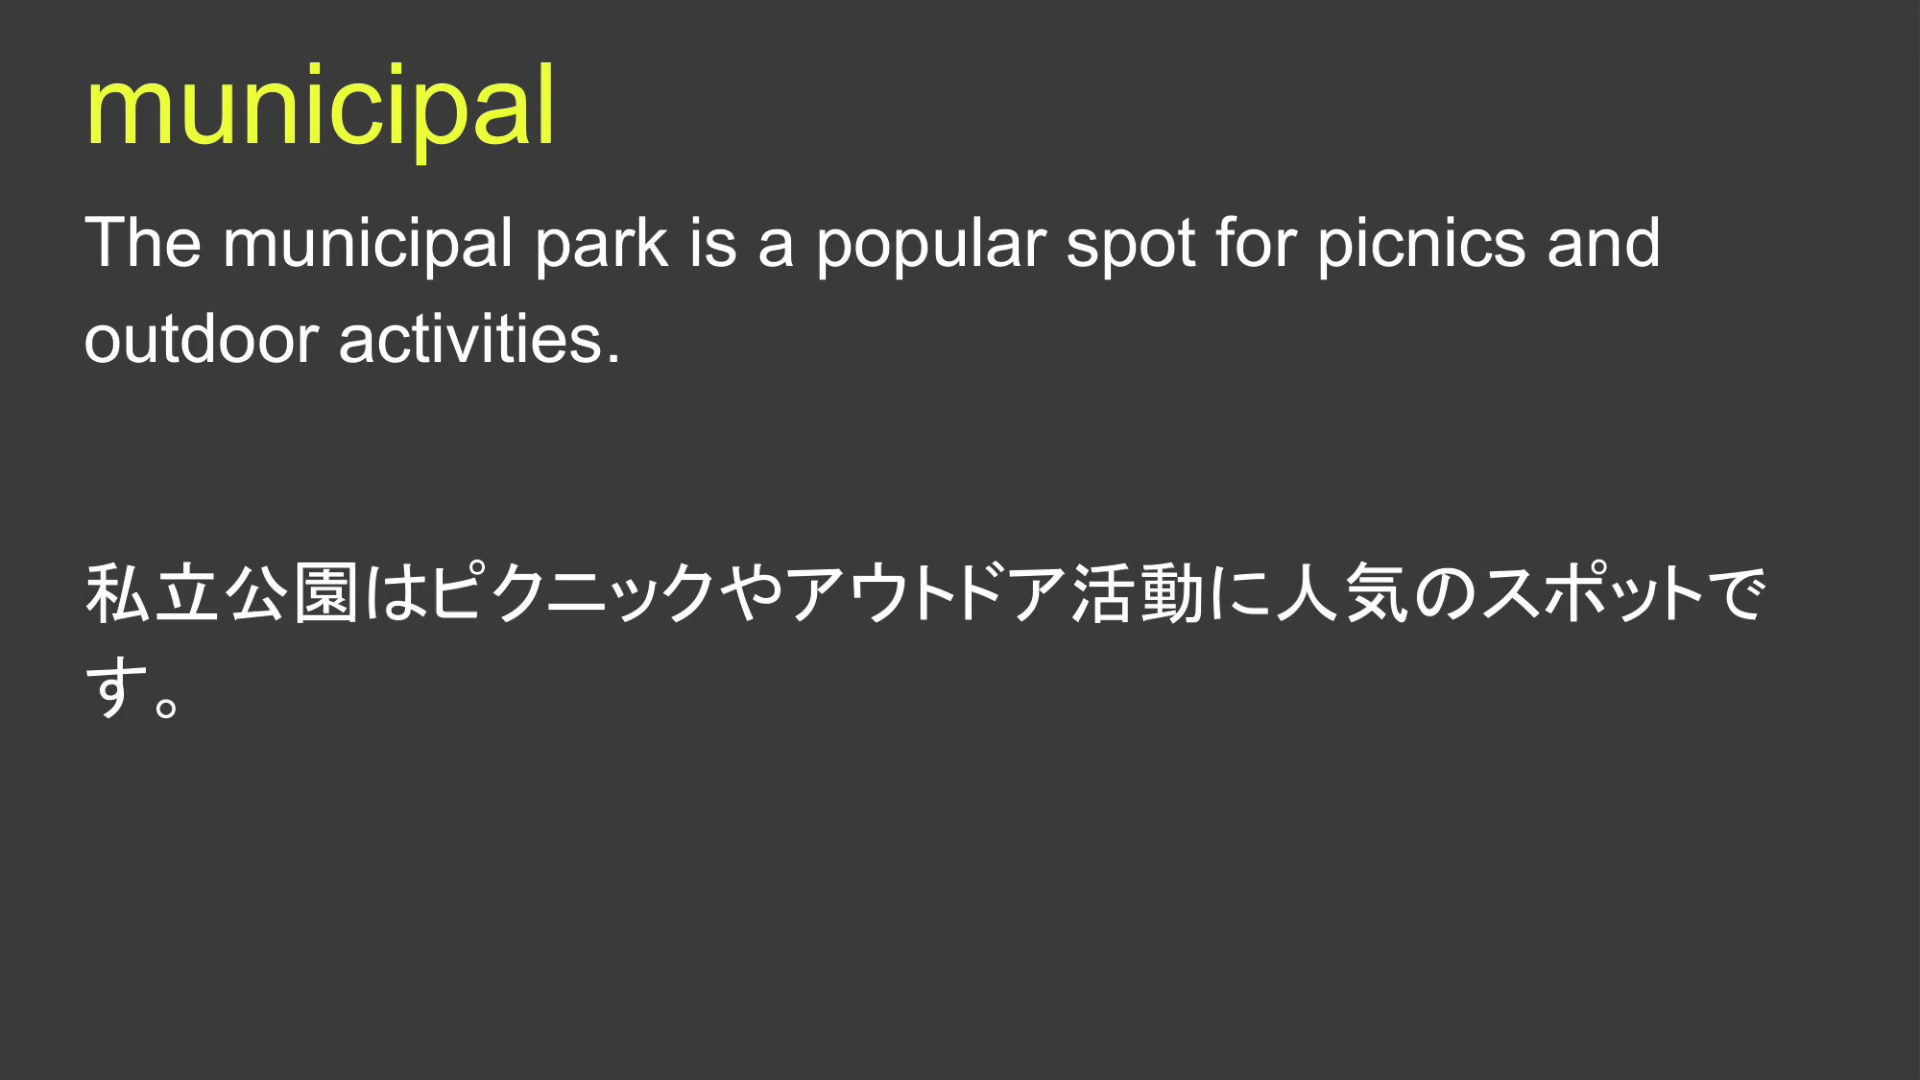 municipal
The municipal park is a popular spot for picnics and
outdoor activities.
私立公園はピクニックやアウトドア活動に人気のスポットで
す。